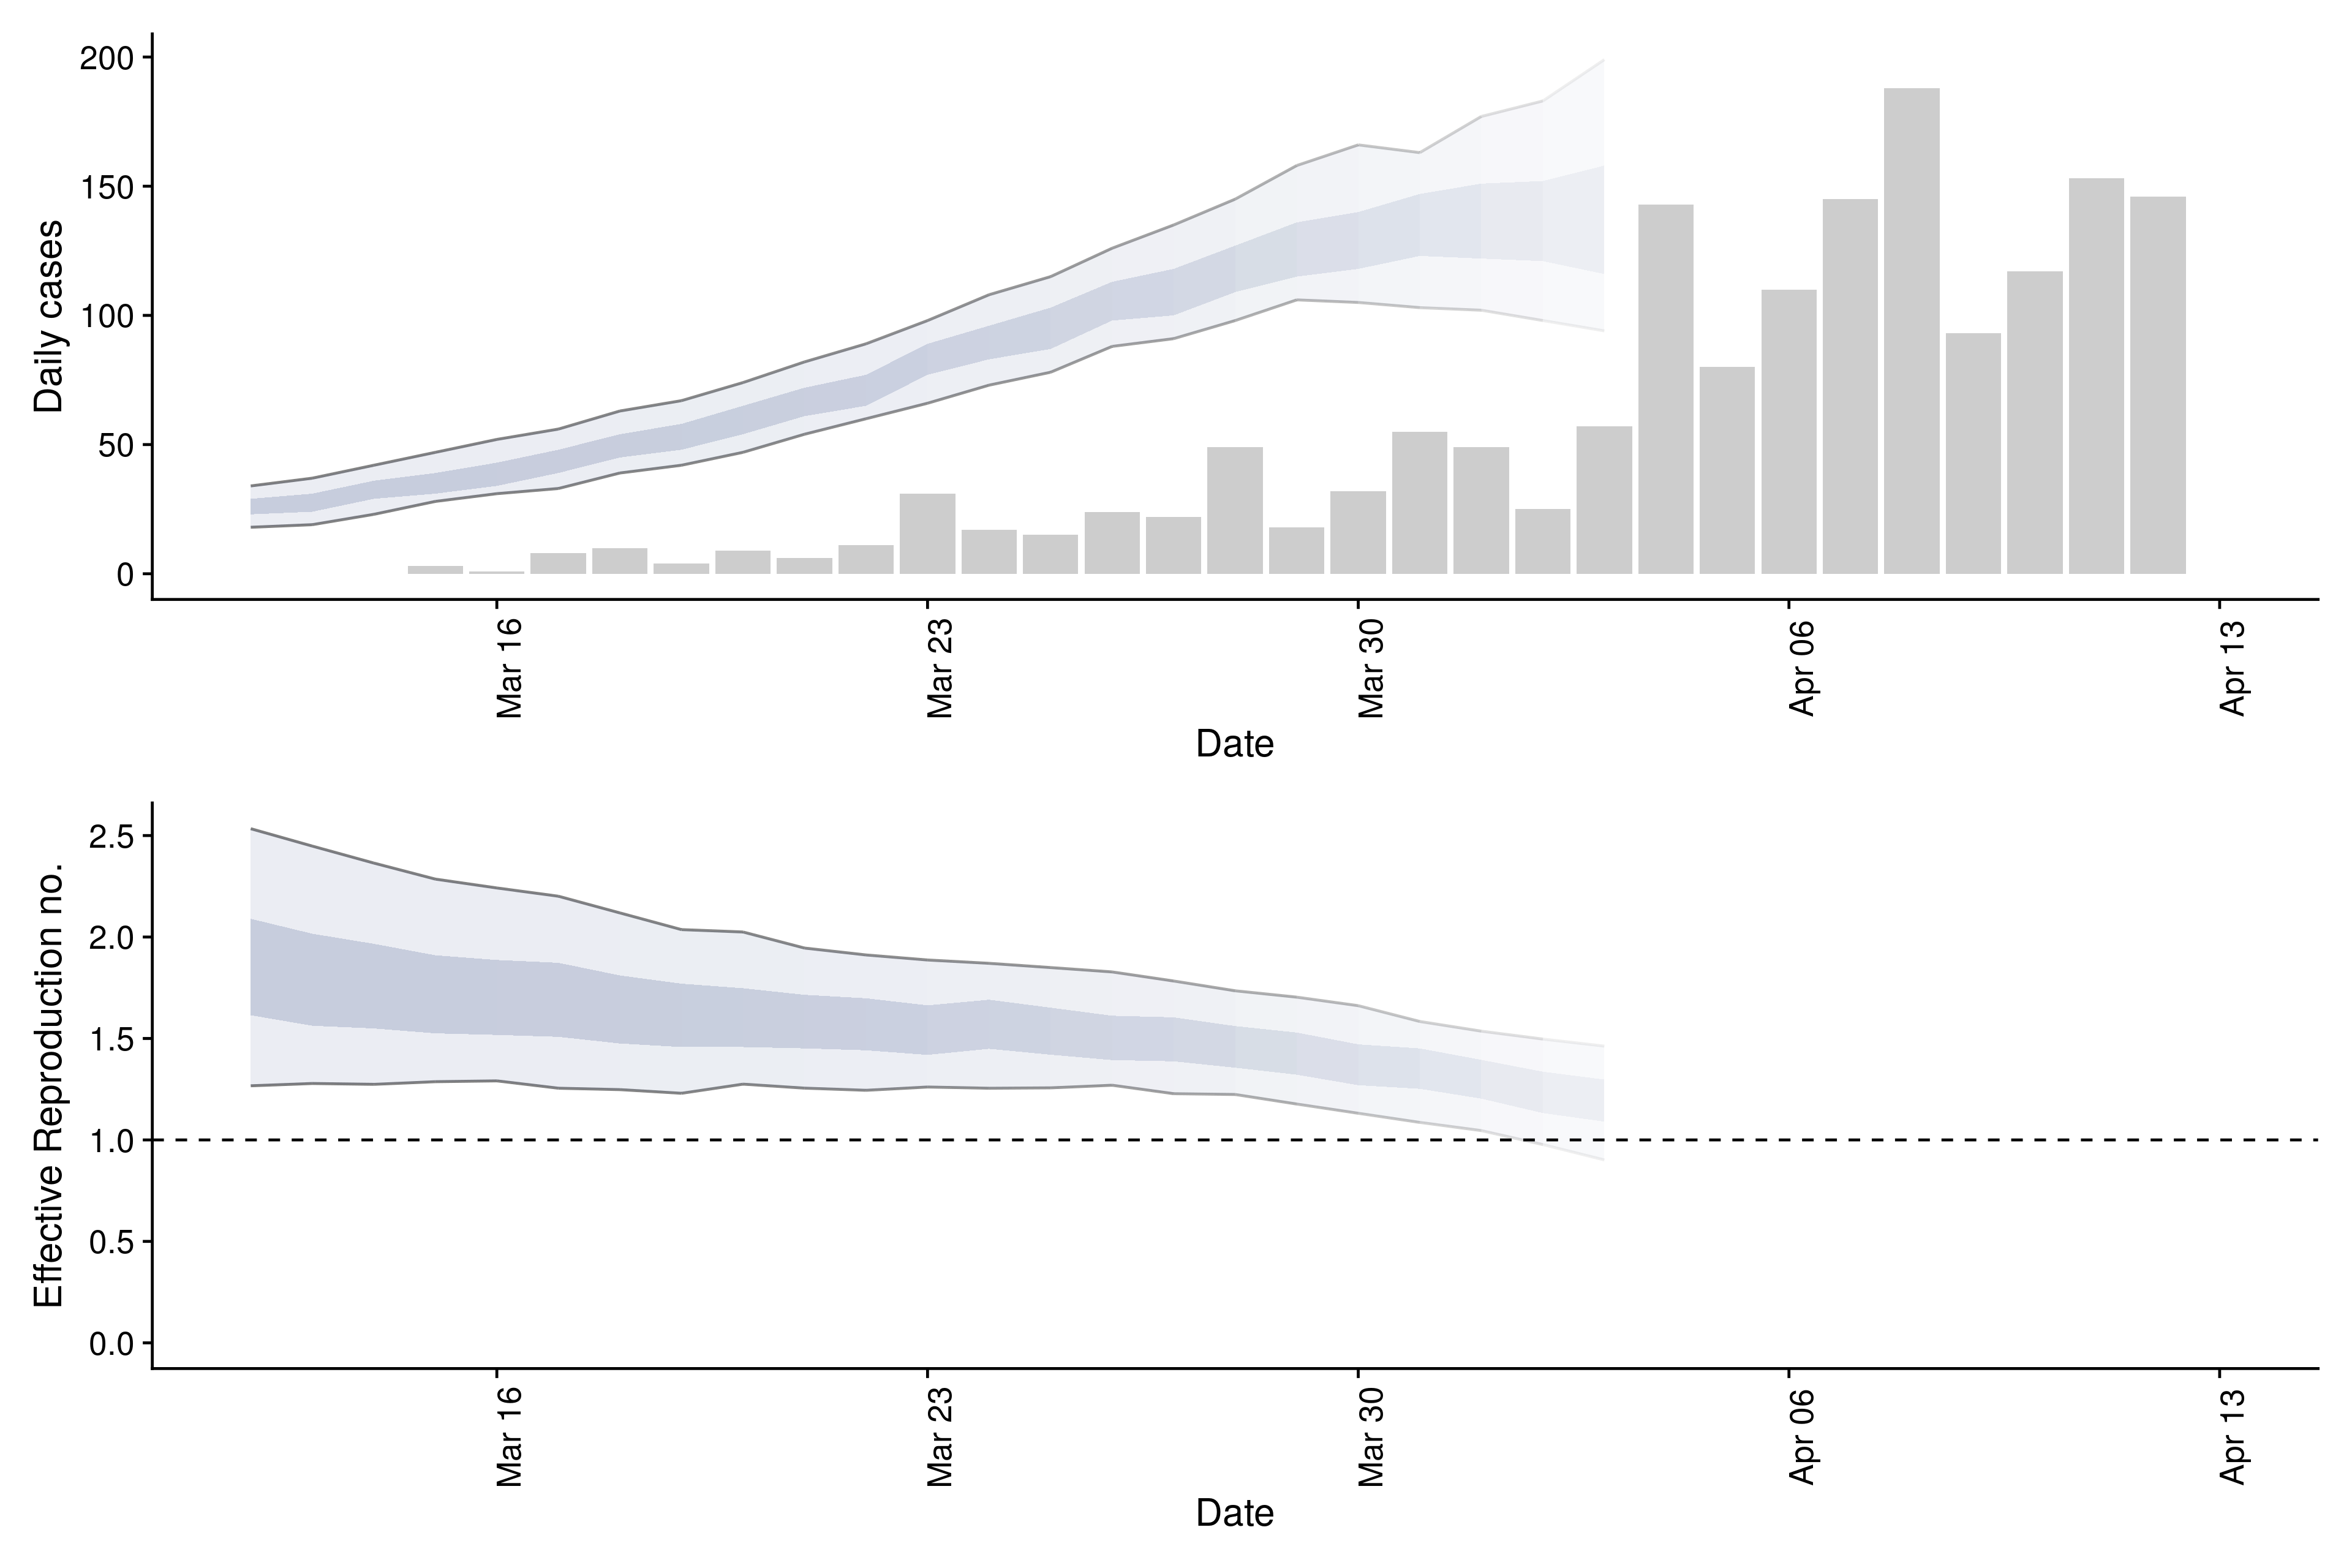 Daily cases
200
150
100
50
0
Mar 16
Mar 23
Mar 30
Apr 06
Apr 13
Date
Effective Reproduction no.
2.5
2.0
1.5
1.0
0.5
0.0
Mar 16
Mar 23
Mar 30
Apr 06
Apr 13
Date